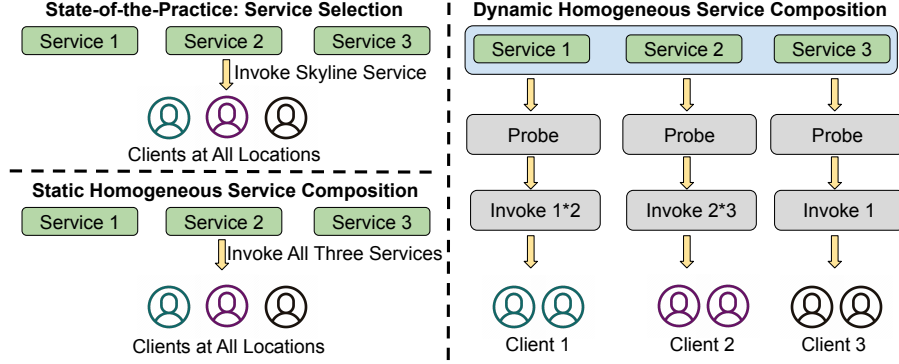 State-of-the-Practice: Service Selection
Service 1 Service 2 Service 3
Invoke Skyline Service
Clients at All Locations
Static Homogeneous Service Composition
Service 1 Service 2 Service 3
Invoke All Three Services
Clients at All Locations
Dynamic Homogeneous Service Composition
Service 1 Service 2 Service 3
Probe Probe Probe
Invoke 1*2 Invoke 2*3 Invoke 1
Client 1 Client 2 Client 3